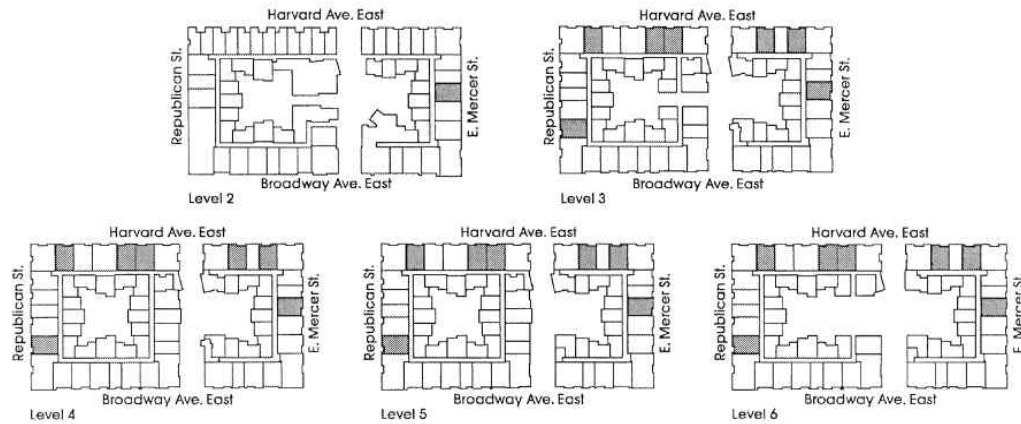 Harvard Ave. East
Republican St.
E. Mercer St.
Broadway Ave. East
Level 2
Harvard Ave. East
Republican St.
E. Mercer St.
Broadway Ave. East
Level 3
Harvard Ave. East
Republican St.
E. Mercer St.
Broadway Ave. East
Level 4
Harvard Ave. East
Republican St.
E. Mercer St.
Broadway Ave. East
Level 5
Harvard Ave. East
Republican St.
E. Mercer St.
Broadway Ave. East
Level 6